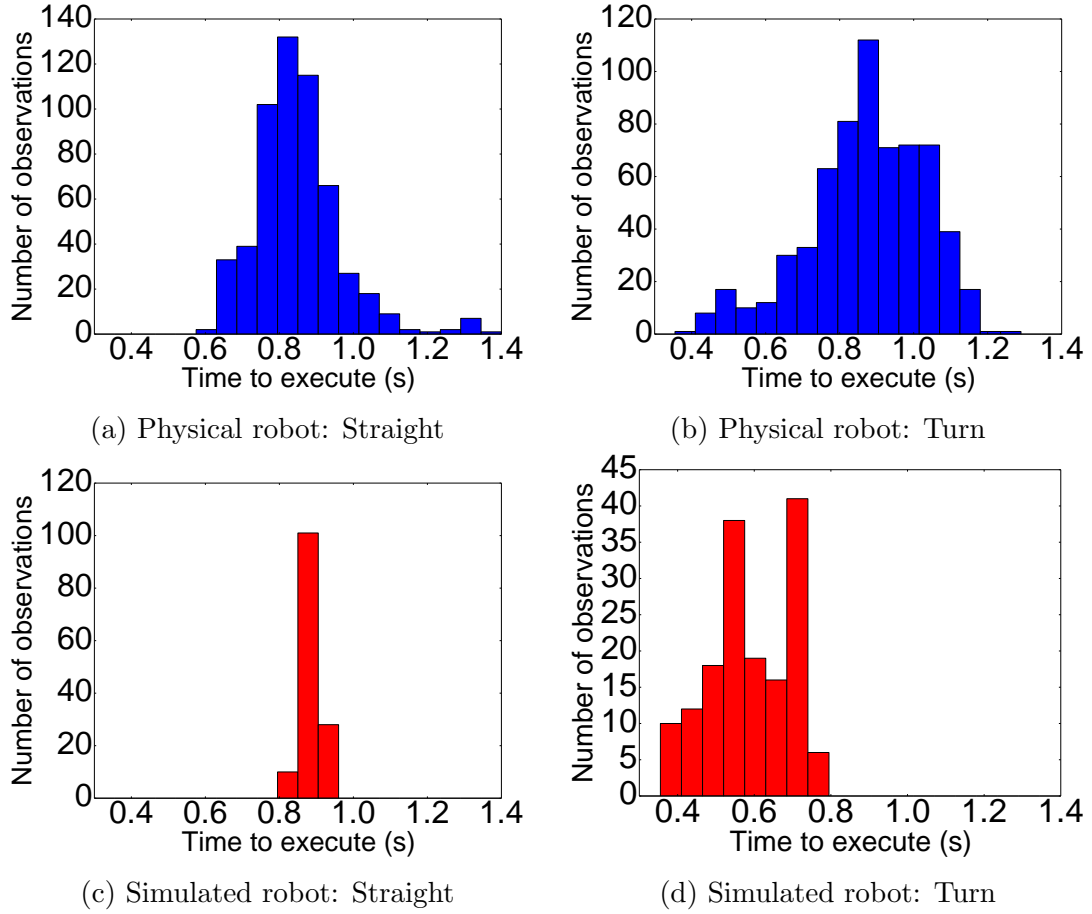 140
120
100
80
60
40
20
0
Number of observations
0.4 0.6 0.8 1.0 1.2 1.4
Time to execute (s)
(a) Physical robot: Straight
120
100
80
60
40
20
0
Number of observations
0.4 0.6 0.8 1.0 1.2 1.4
Time to execute (s)
(b) Physical robot: Turn
120
100
80
60
40
20
0
Number of observations
0.4 0.6 0.8 1.0 1.2 1.4
Time to execute (s)
(c) Simulated robot: Straight
45
40
35
30
25
20
15
10
5
0
Number of observations
0.4 0.6 0.8 1.0 1.2 1.4
Time to execute (s)
(d) Simulated robot: Turn